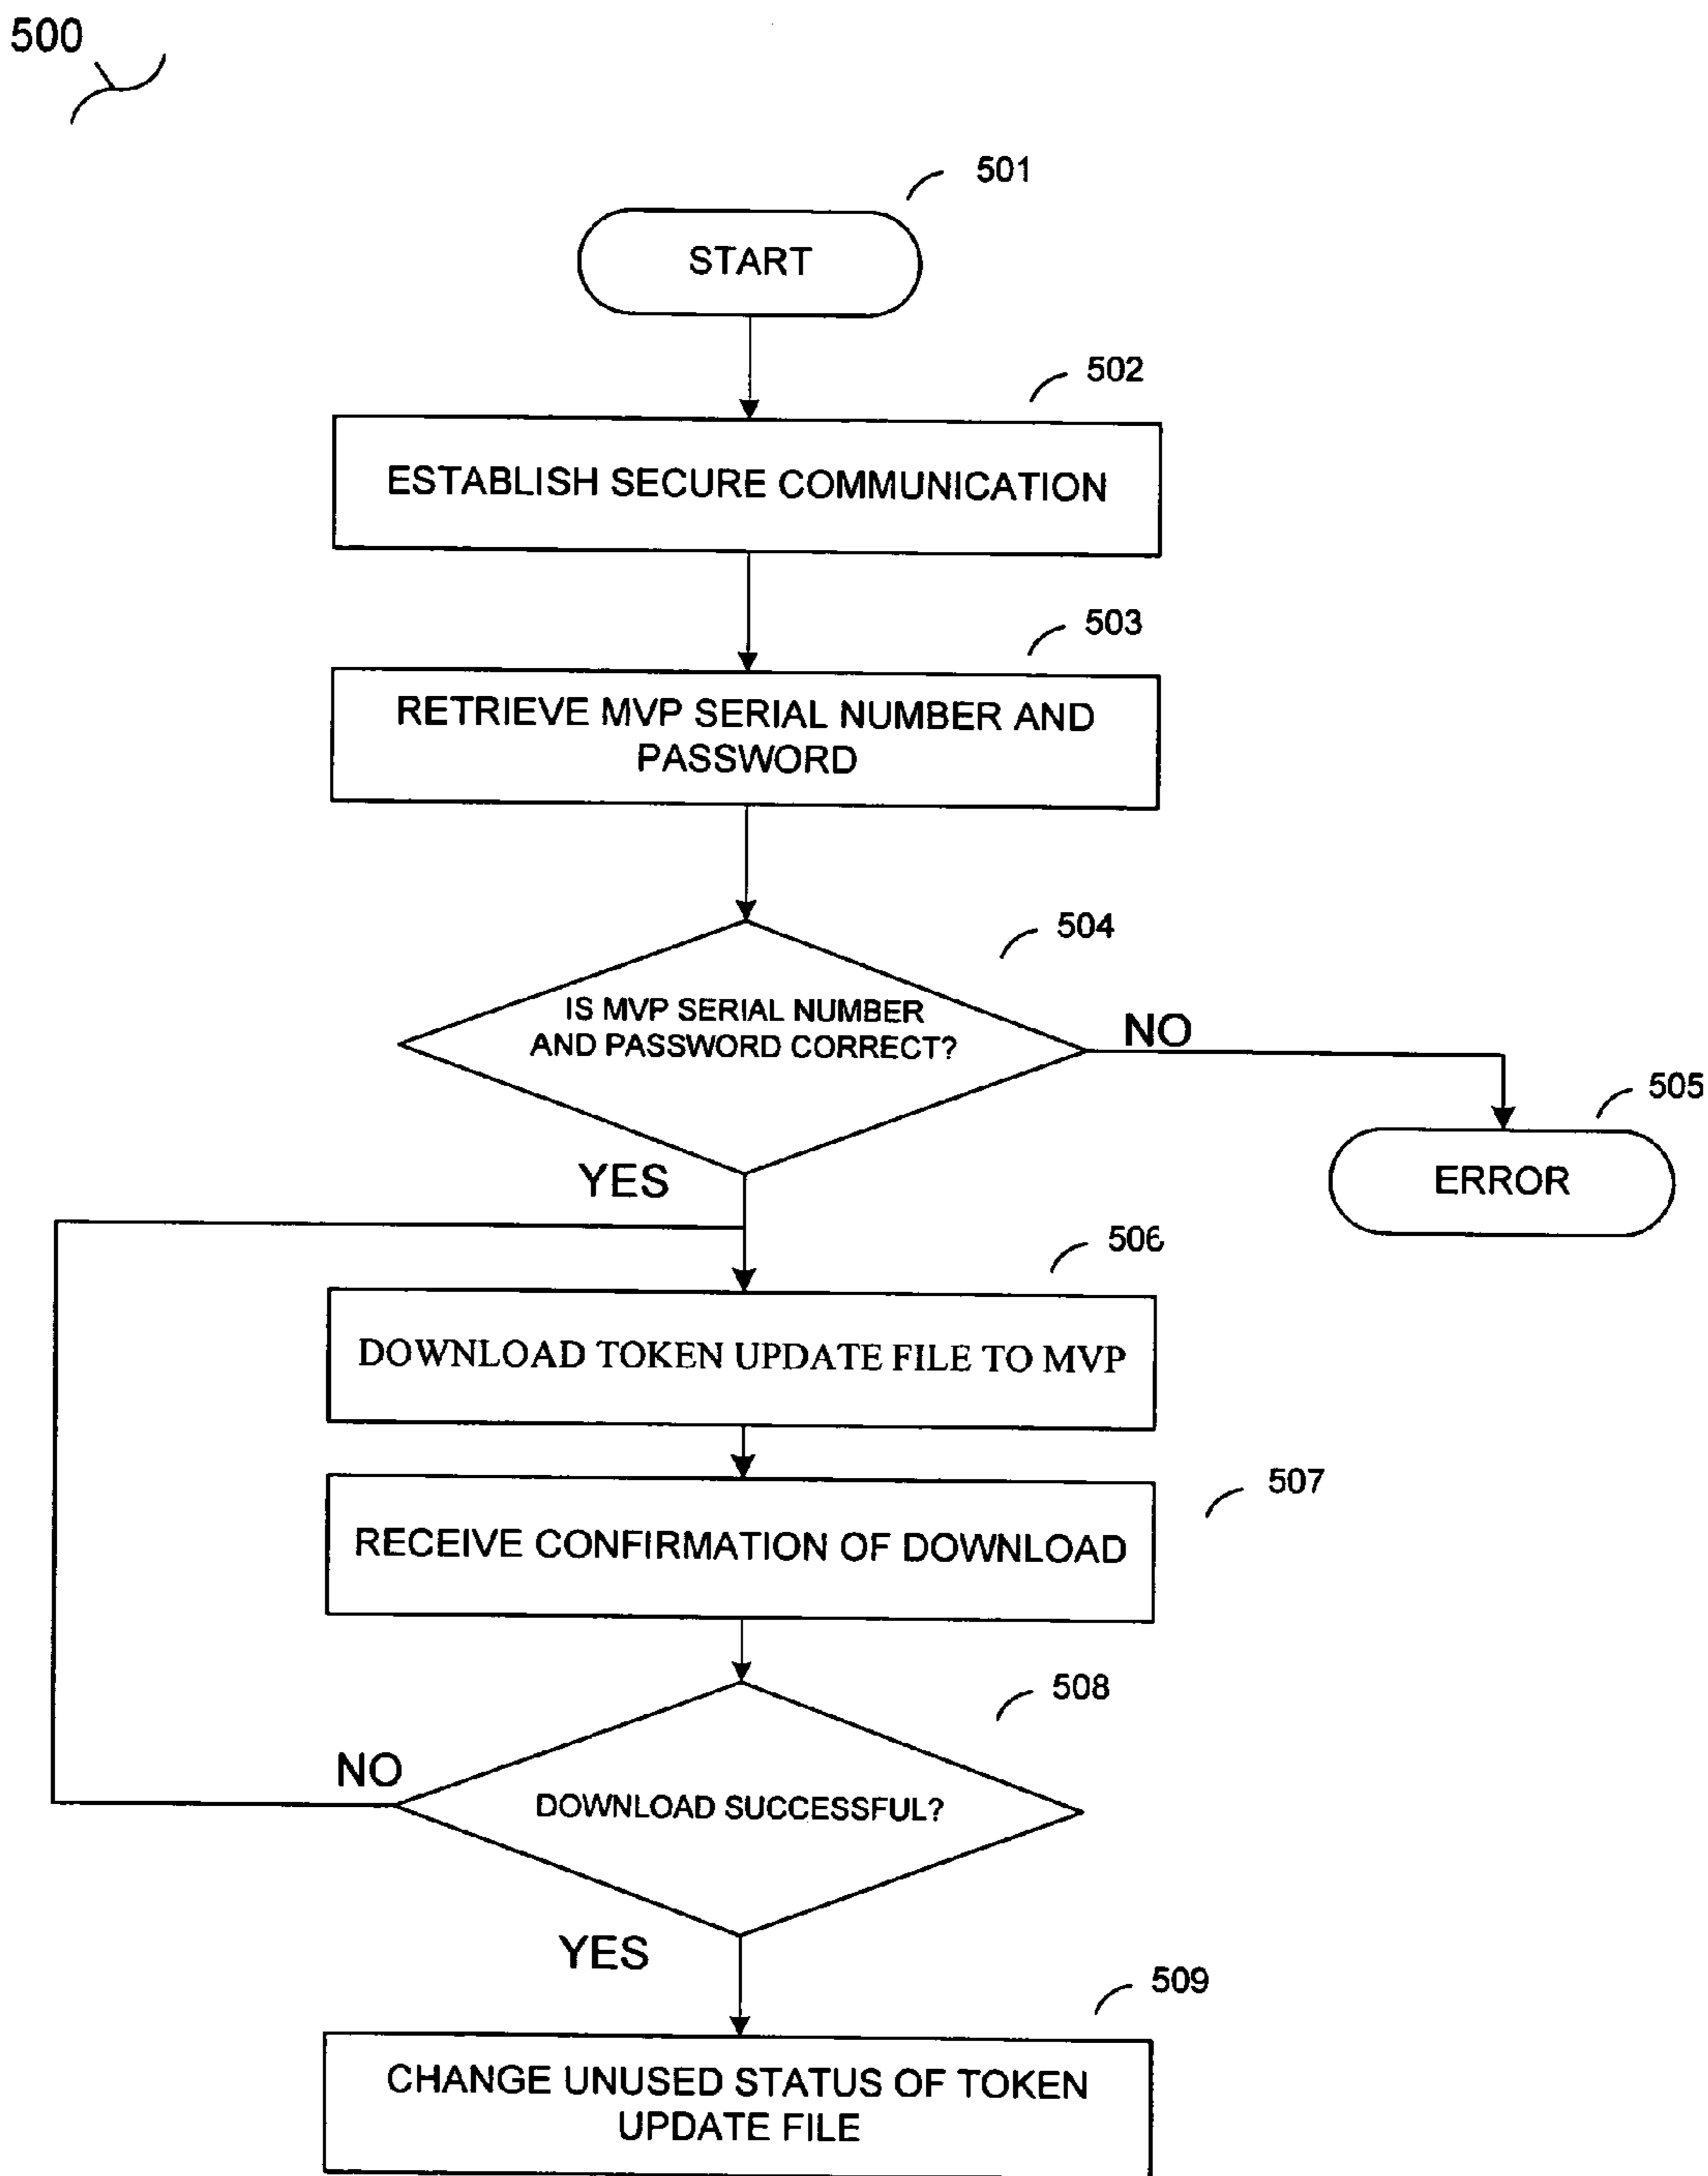 500
501
START
502
ESTABLISH SECURE COMMUNICATION
503
RETRIEVE MVP SERIAL NUMBER AND
PASSWORD
504
IS MVP SERIAL NUMBER
AND PASSWORD CORRECT?
NO
505
ERROR
YES
506
DOWNLOAD TOKEN UPDATE FILE TO MVP
507
RECEIVE CONFIRMATION OF DOWNLOAD
508
NO
DOWNLOAD SUCCESSFUL?
YES
509
CHANGE UNUSED STATUS OF TOKEN
UPDATE FILE